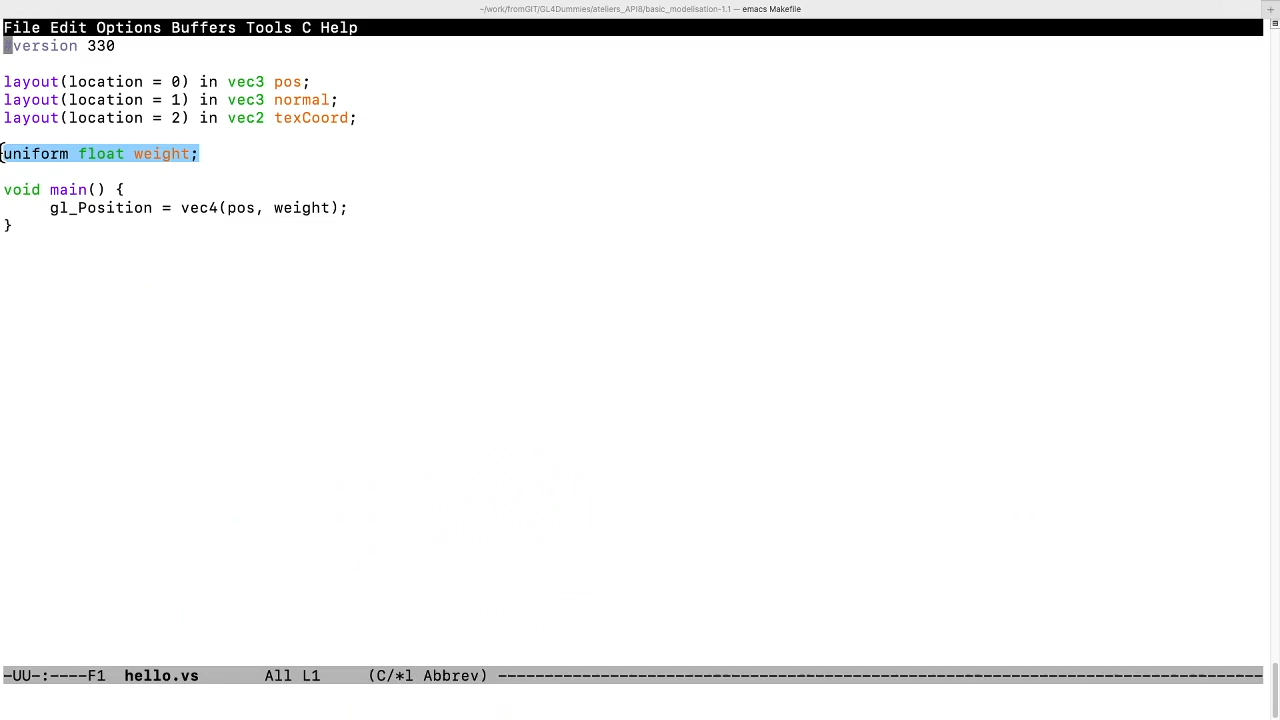 ~/work/fromGIT/GL4Dummies/ateliers_API8/basic_modelisation-1.1 — emacs Makefile
File Edit Options Buffers Tools C Help
#version 330
layout(location = 0) in vec3 pos;
layout(location = 1) in vec3 normal;
layout(location = 2) in vec2 texCoord;
uniform float weight;
void main() {
gl_Position = vec4(pos, weight);
}
-UU-:----F1 hello.vs All L1 (C/*l Abbrev) ----------------------------------------------------------------------------------